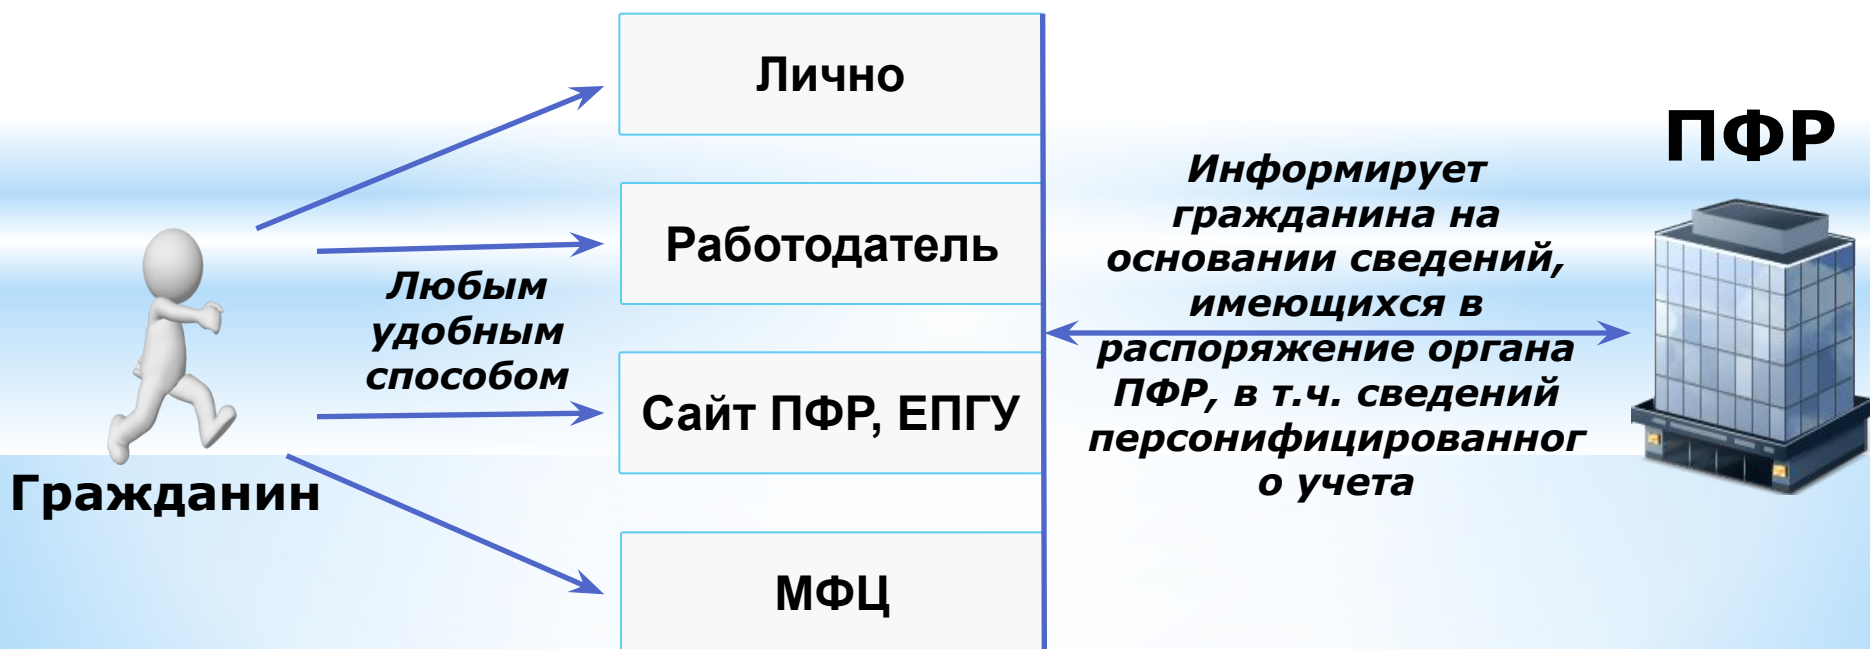 Лично
Работодатель
Сайт ПФР, ЕПГУ
МФЦ
Любым
удобным
способом
Гражданин
Информирует
гражданина на
основании сведений,
имеющихся в
распоряжение органа
ПФР, в т.ч. сведений
персонифицированног
о учета
ПФР